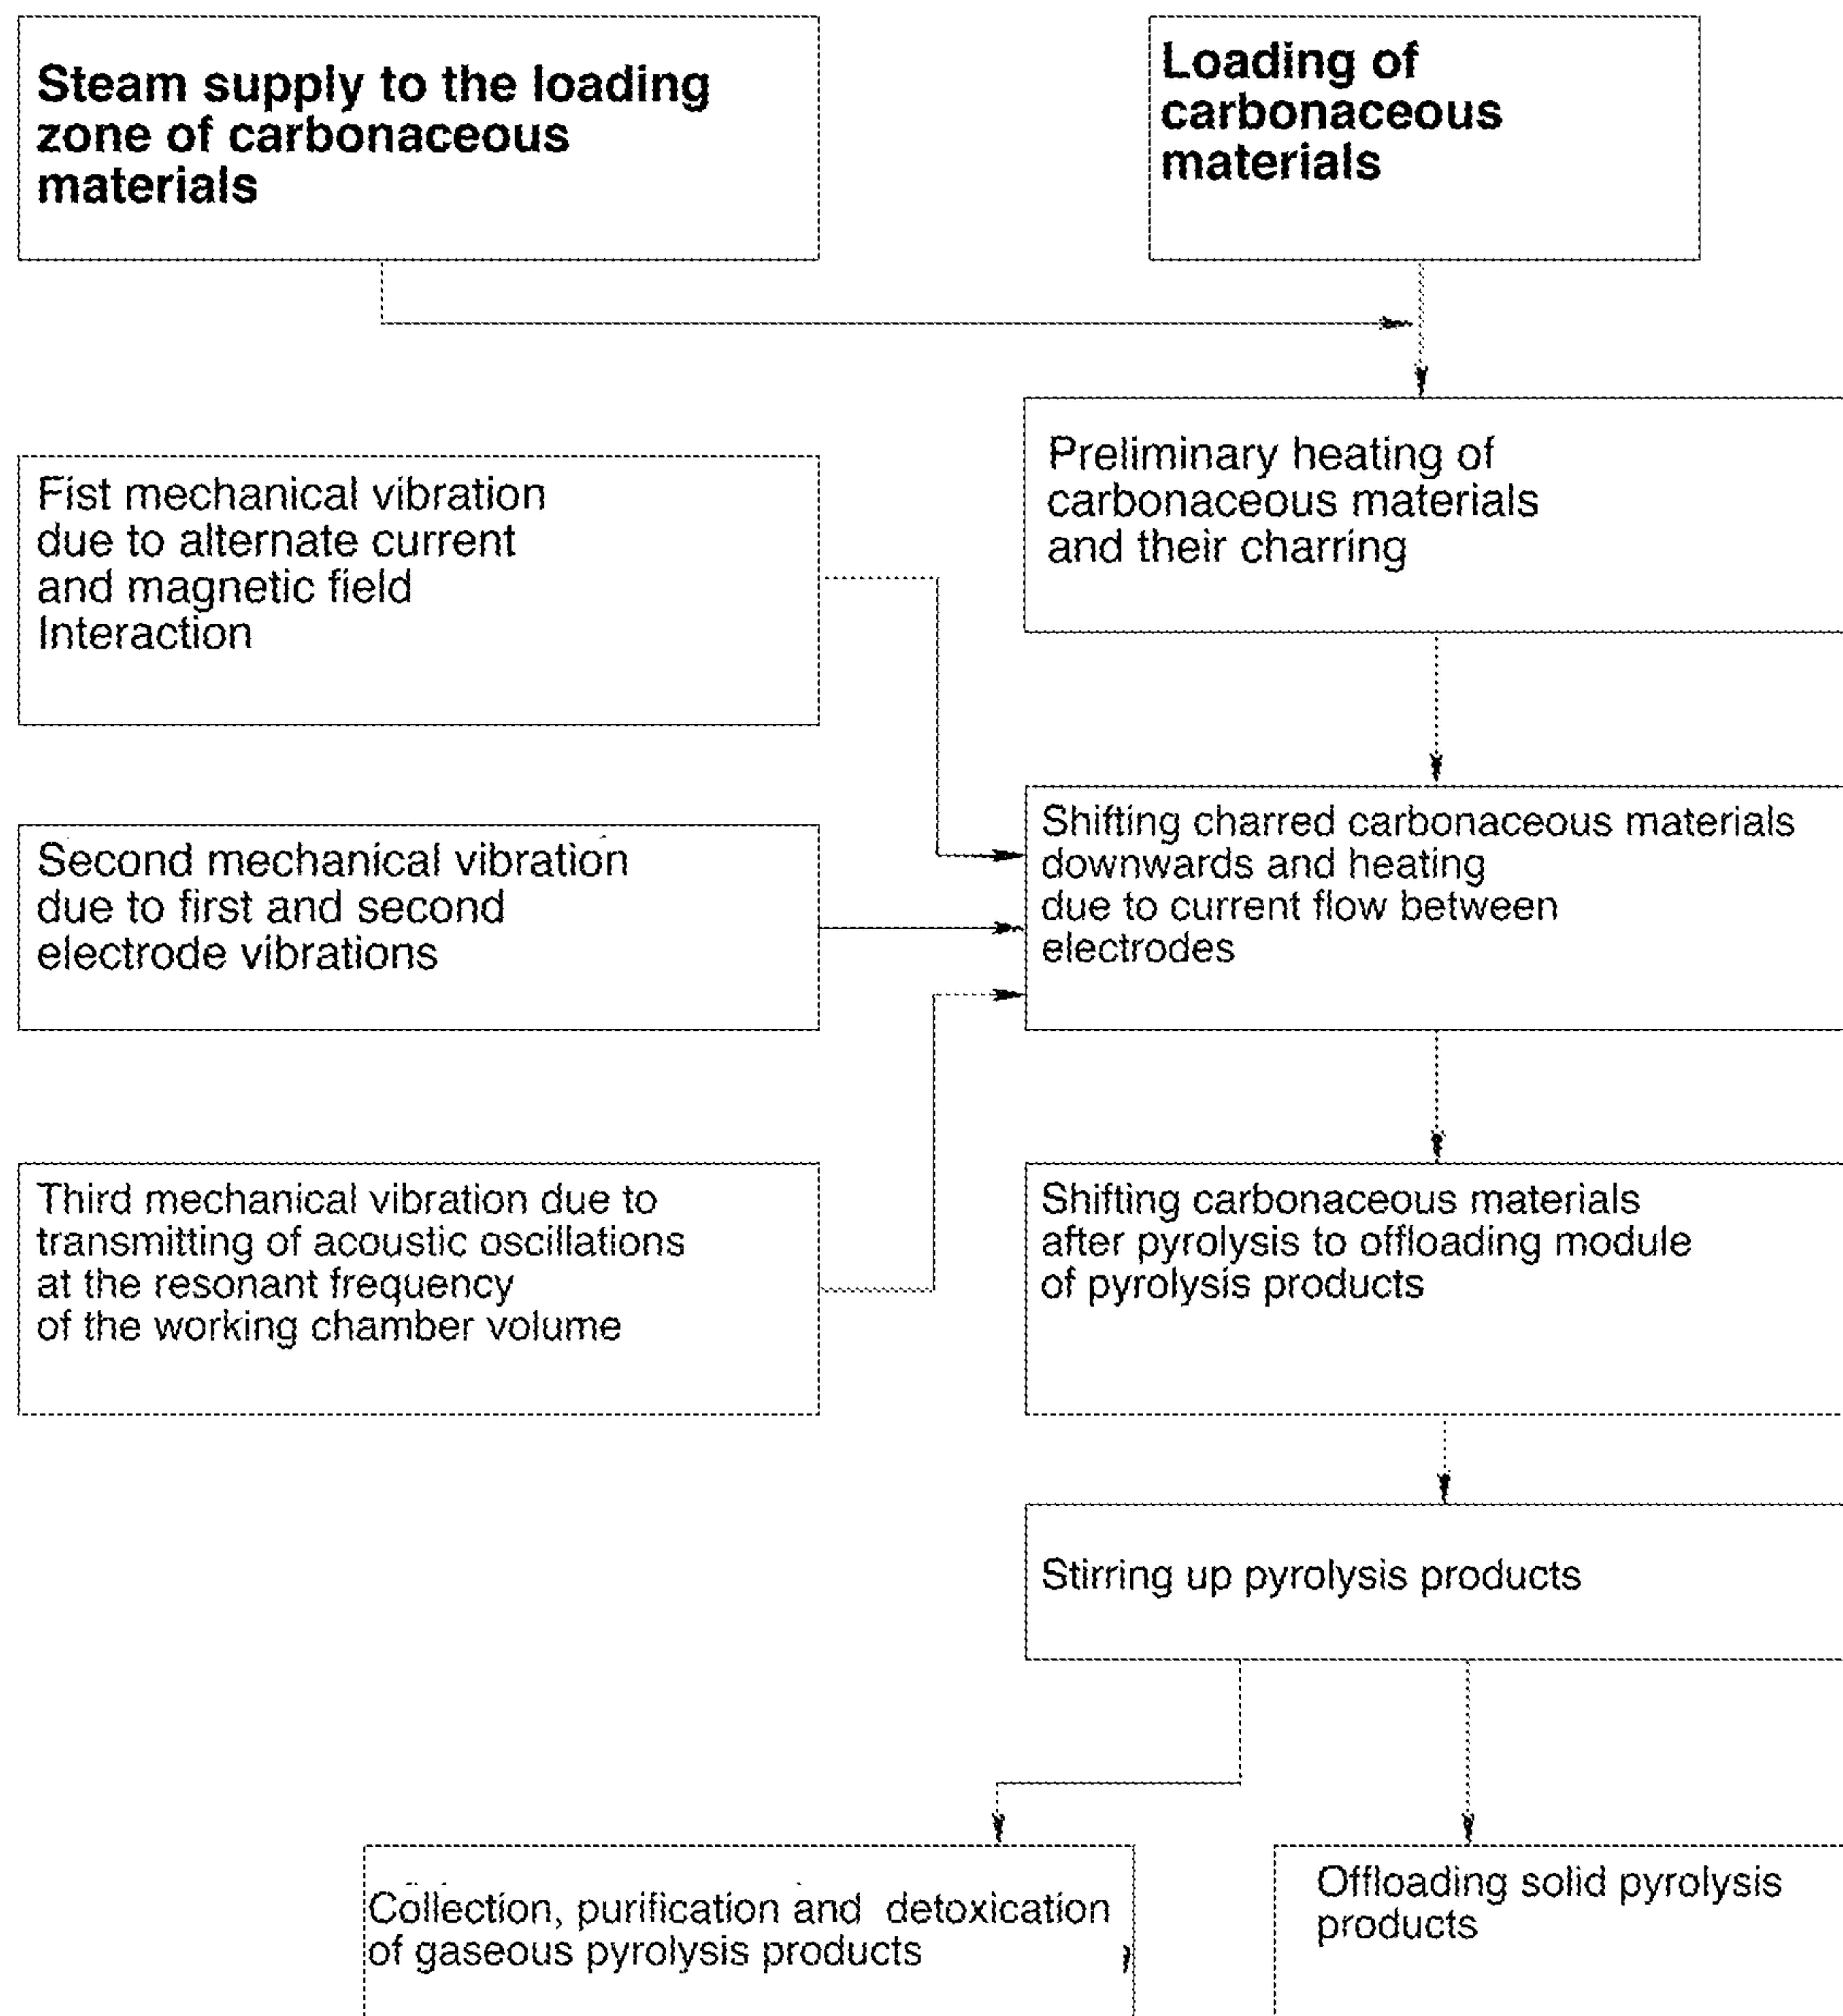 Steam supply to the loading
zone of carbonaceous
materials
Loading of
carbonaceous
materials
Preliminary heating of
carbonaceous materials
and their charring
Fist mechanical vibration
due to alternate current
and magnetic field
Interaction
Second mechanical vibration
due to first and second
electrode vibrations
Shifting charred carbonaceous materials
downwards and heating
due to current flow between
electrodes
Third mechanical vibration due to
transmitting of acoustic oscillations
at the resonant frequency
of the working chamber volume
Shifting carbonaceous materials
after pyrolysis to offloading module
of pyrolysis products
Stirring up pyrolysis products
Collection, purification and detoxication
of gaseous pyrolysis products
Offloading solid pyrolysis
products